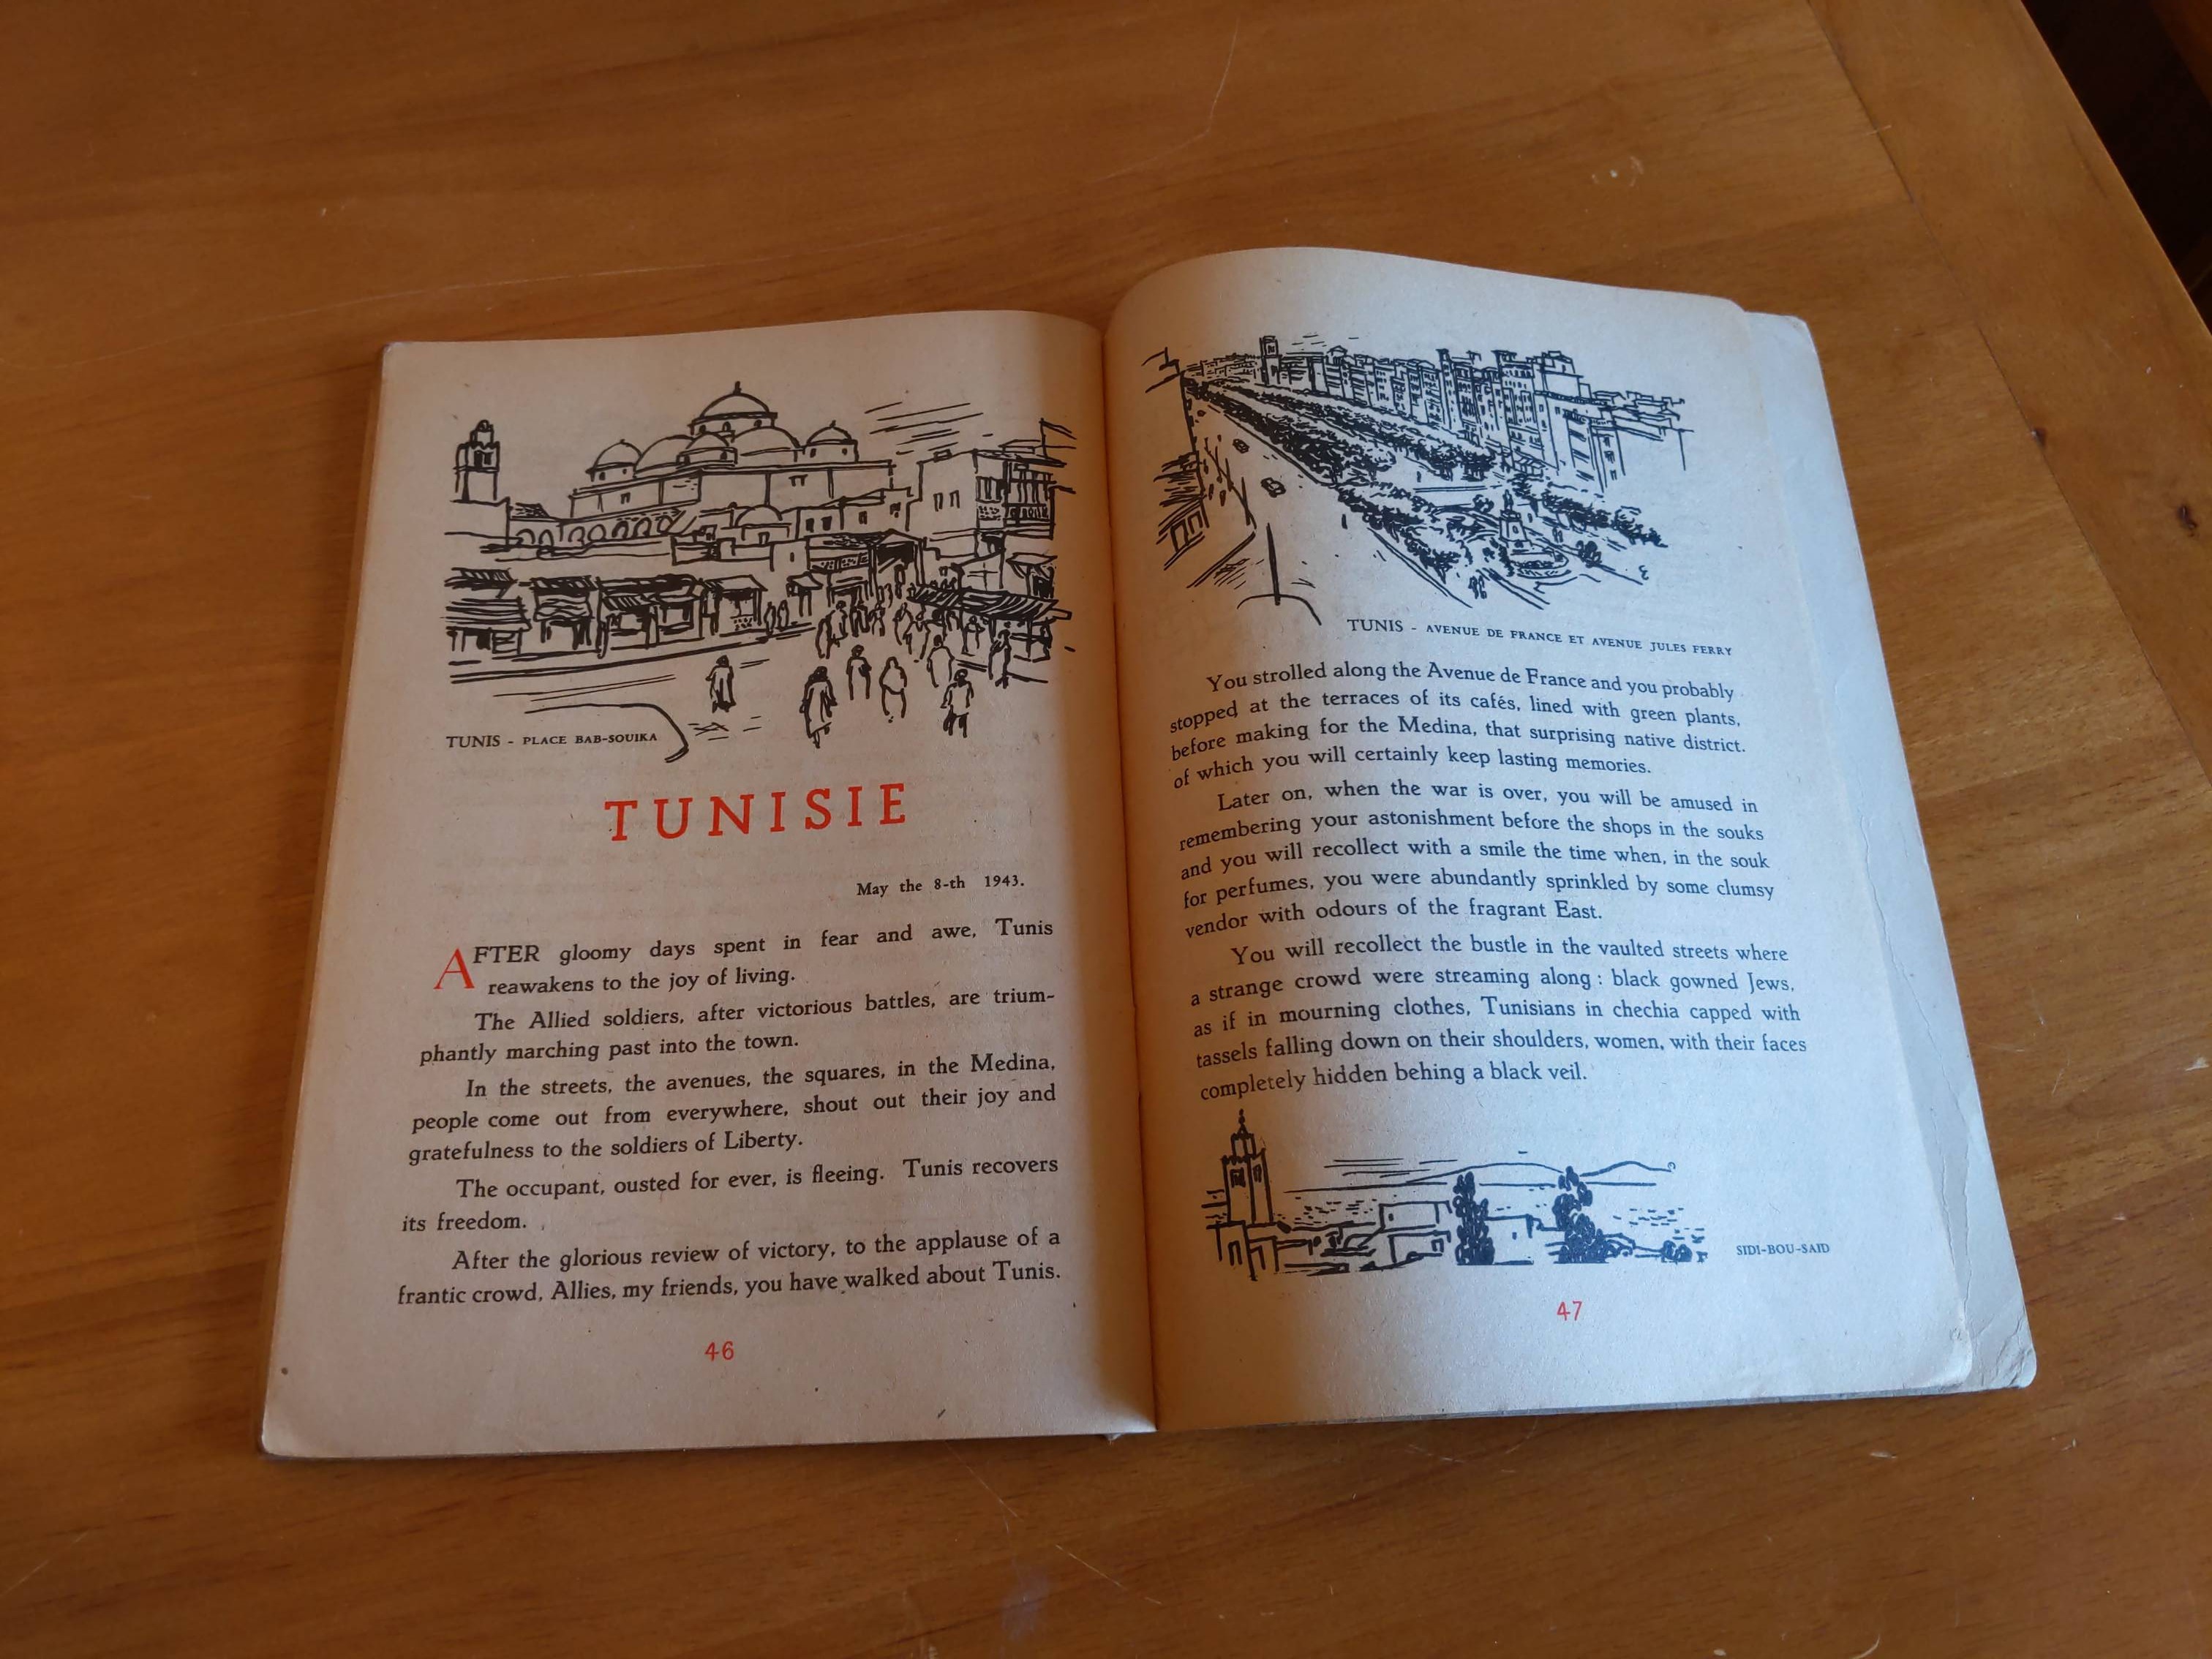 TUNIS - PLACE BAB-SOUIKA
TUNISIE
May the 8-th 1943.
AFTER gloomy days spent in fear and awe, Tunis
reawakens to the joy of living.
The Allied soldiers, after victorious battles, are trium-
phantly marching past into the town.
In the streets, the avenues, the squares, in the Medina,
people come out from everywhere, shout out their joy and
gratefulness to the soldiers of Liberty.
The occupant, ousted for ever, is fleeing. Tunis recovers
its freedom.
After the glorious review of victory, to the applause of a
frantic crowd, Allies, my friends, you have walked about Tunis.
46
TUNIS - AVENUE DE FRANCE ET AVENUE JULES FERRY
You strolled along the Avenue de France and you probably
stopped at the terraces of its cafés, lined with green plants,
before making for the Medina, that surprising native district.
of which you will certainly keep lasting memories.
Later on, when the war is over, you will be amused in
remembering your astonishment before the shops in the souks
and you will recollect with a smile the time when, in the souk
for perfumes, you were abundantly sprinkled by some clumsy
vendor with odours of the fragrant East.
You will recollect the bustle in the vaulted streets where
a strange crowd were streaming along : black gowned Jews,
as if in mourning clothes, Tunisians in chechia capped with
tassels falling down on their shoulders, women, with their faces
completely hidden behing a black veil.
SIDI-BOU-SAID
47